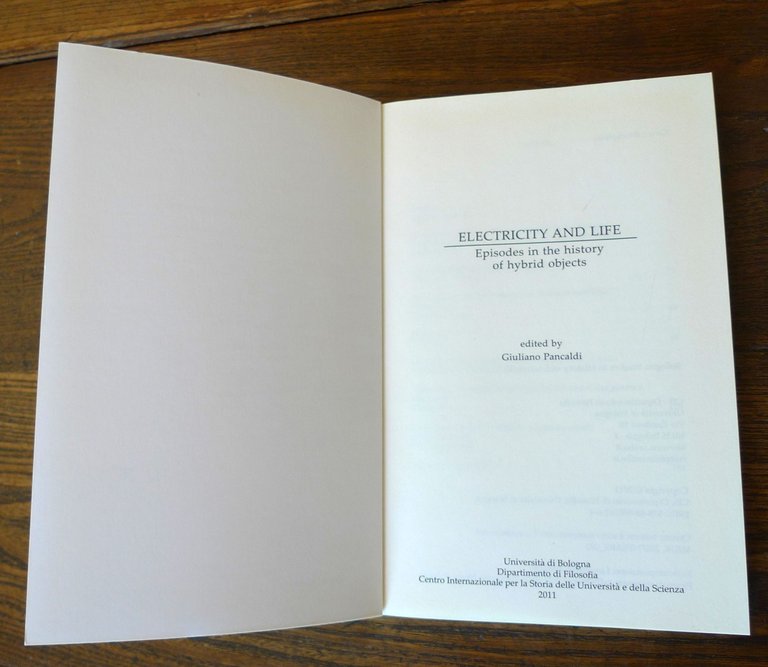 ELECTRICITY AND LIFE
Episodes in the history
of hybrid objects
edited by
Giuliano Pancaldi
Università di Bologna
Dipartimento di Filosofia
Centro Internazionale per la Storia delle Università e della Scienza
2011